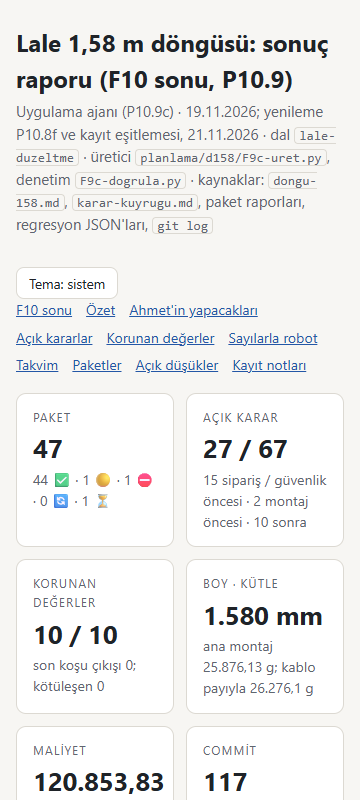 Lale 1,58 m döngüsü: sonuç
raporu (F10 sonu, P10.9)
Uygulama ajanı (P10.9c) · 19.11.2026; yenileme
P10.8f ve kayıt eşitlemesi, 21.11.2026 · dal lale-
duzeltme · üretici planlama/d158/F9c-uret.py,
denetim F9c-dogrula.py · kaynaklar: dongu-
158.md, karar-kuyrugu.md, paket raporları,
regresyon JSON'ları, git log
Tema: sistem
F10 sonu Özet Ahmet'in yapacakları
Açık kararlar Korunan değerler Sayılarla robot
Takvim Paketler Açık düşükler Kayıt notları
PAKET
47
44 ✅ · 1 🟡 · 1 ⛔
· 0 🔄 · 1 ⏳
AÇIK KARAR
27 / 67
15 sipariş / güvenlik
öncesi · 2 montaj
öncesi · 10 sonra
KORUNAN
DEĞERLER
10 / 10
son koşu çıkışı 0;
kötüleşen 0
BOY · KÜTLE
1.580 mm
ana montaj
25.876,13 g; kablo
payıyla 26.276,1 g
MALİYET
120.853,83
COMMİT
117